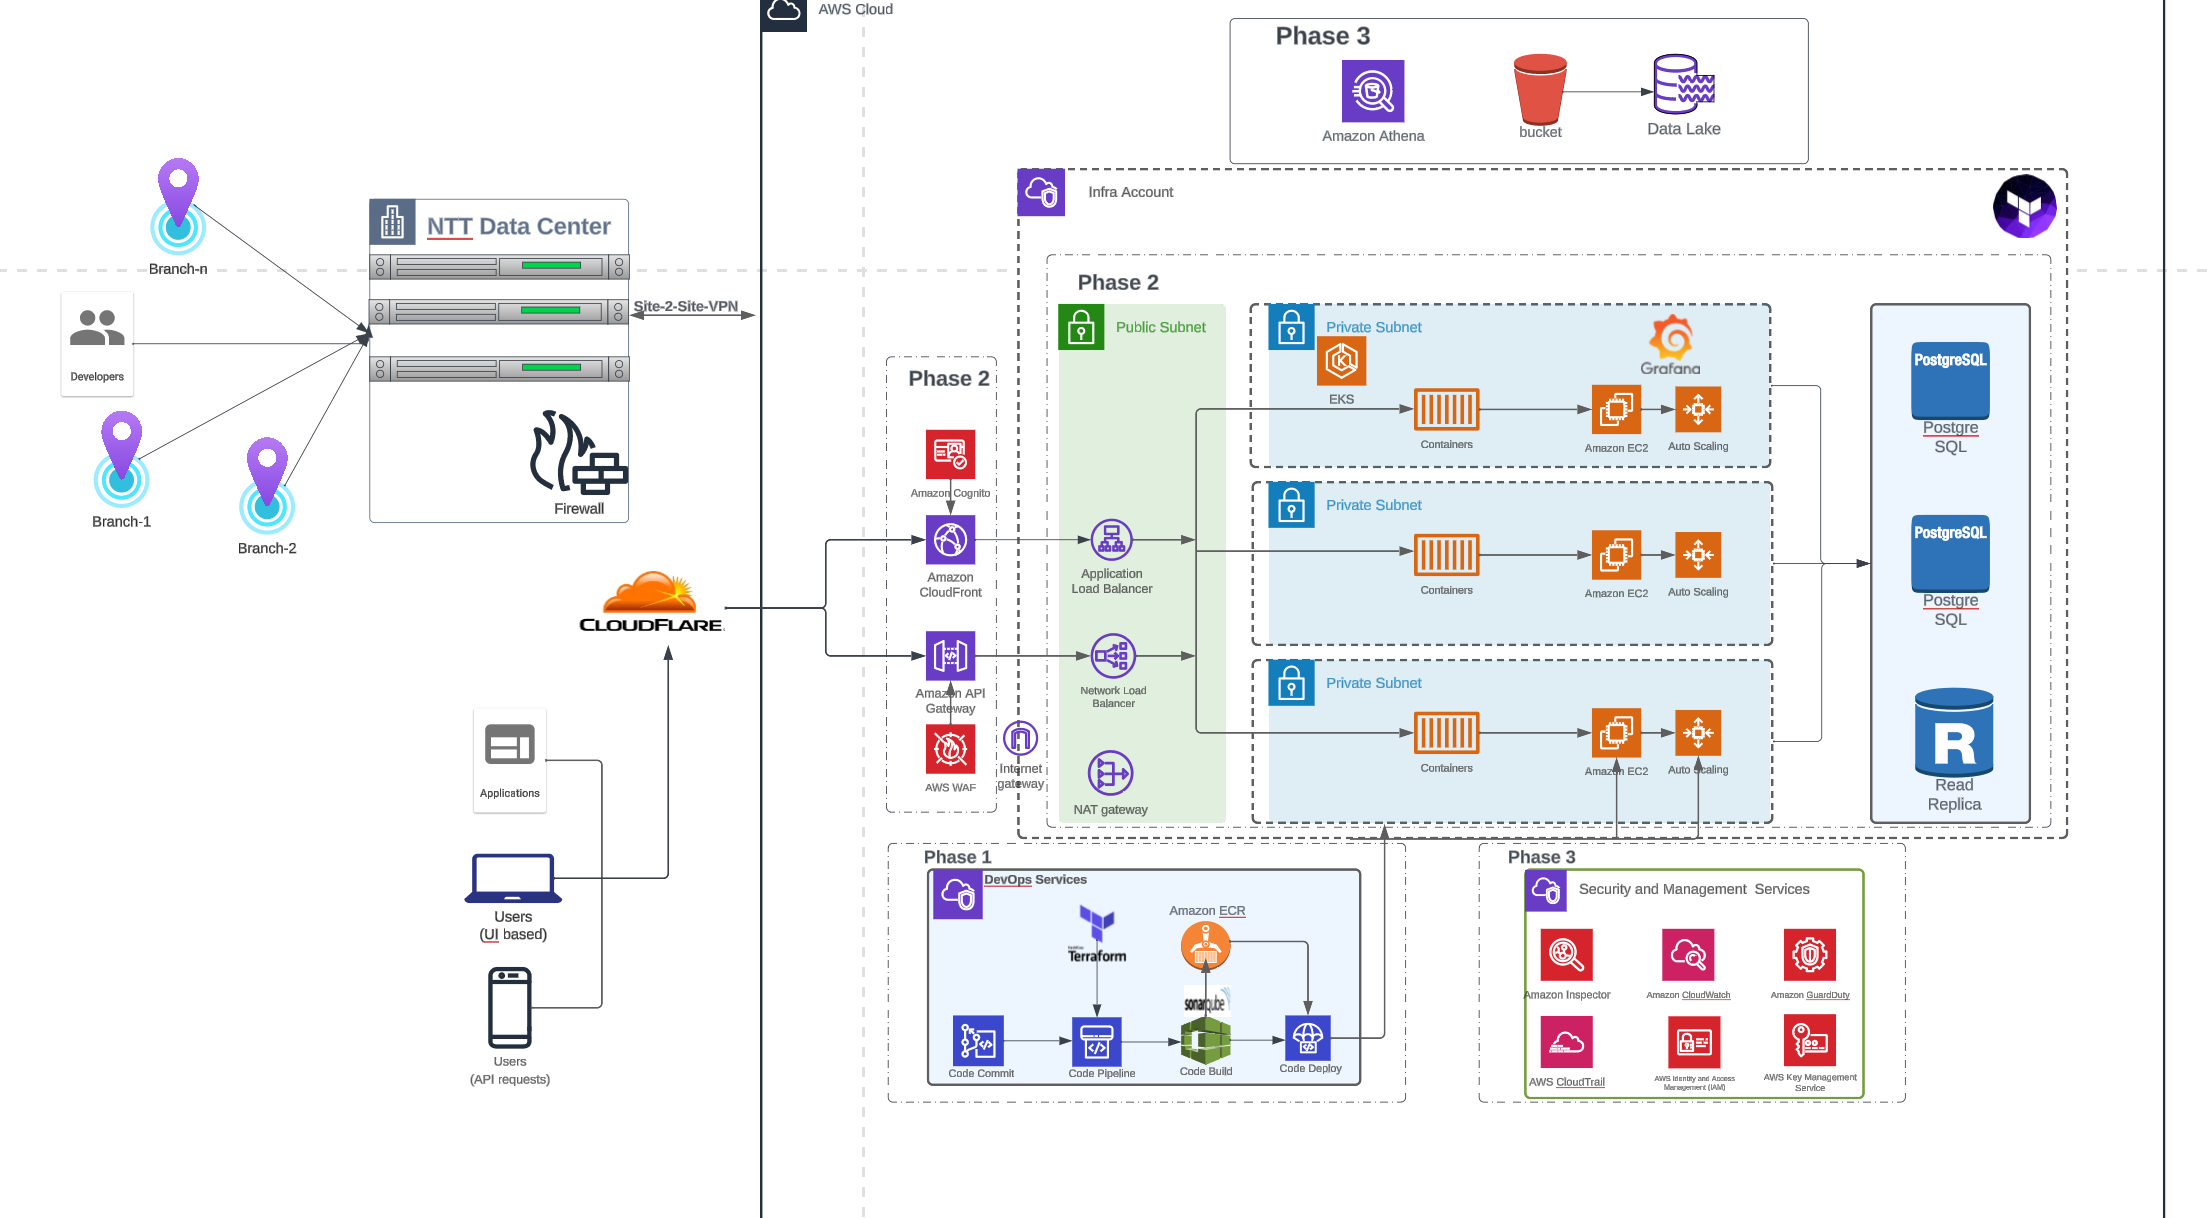 AWS Cloud
Phase 3
Amazon Athena
bucket
Data Lake
Infra Account
Branch-n
NTT Data Center
Site-2-Site-VPN
Developers
Firewall
Branch-1
Branch-2
CLOUDFLARE
Applications
Users
(UI based)
Users
(API requests)
Phase 2
Amazon Cognito
Amazon
CloudFront
Amazon API
Gateway
AWS WAF
Internet
gateway
Phase 2
Public Subnet
Application
Load Balancer
Network Load
Balancer
NAT gateway
Private Subnet
EKS
Grafana
Containers
Amazon EC2
Auto Scaling
Private Subnet
Containers
Amazon EC2
Auto Scaling
Private Subnet
Containers
Amazon EC2
Auto Scaling
PostgreSQL
Postgre
SQL
PostgreSQL
Postgre
SQL
R
Read
Replica
Phase 1
DevOps Services
Terraform
Amazon ECR
sonarqube
Code Commit
Code Pipeline
Code Build
Code Deploy
Phase 3
Security and Management Services
Amazon Inspector
Amazon CloudWatch
Amazon GuardDuty
AWS CloudTrail
AWS Identity and Access
Management (IAM)
AWS Key Management
Service